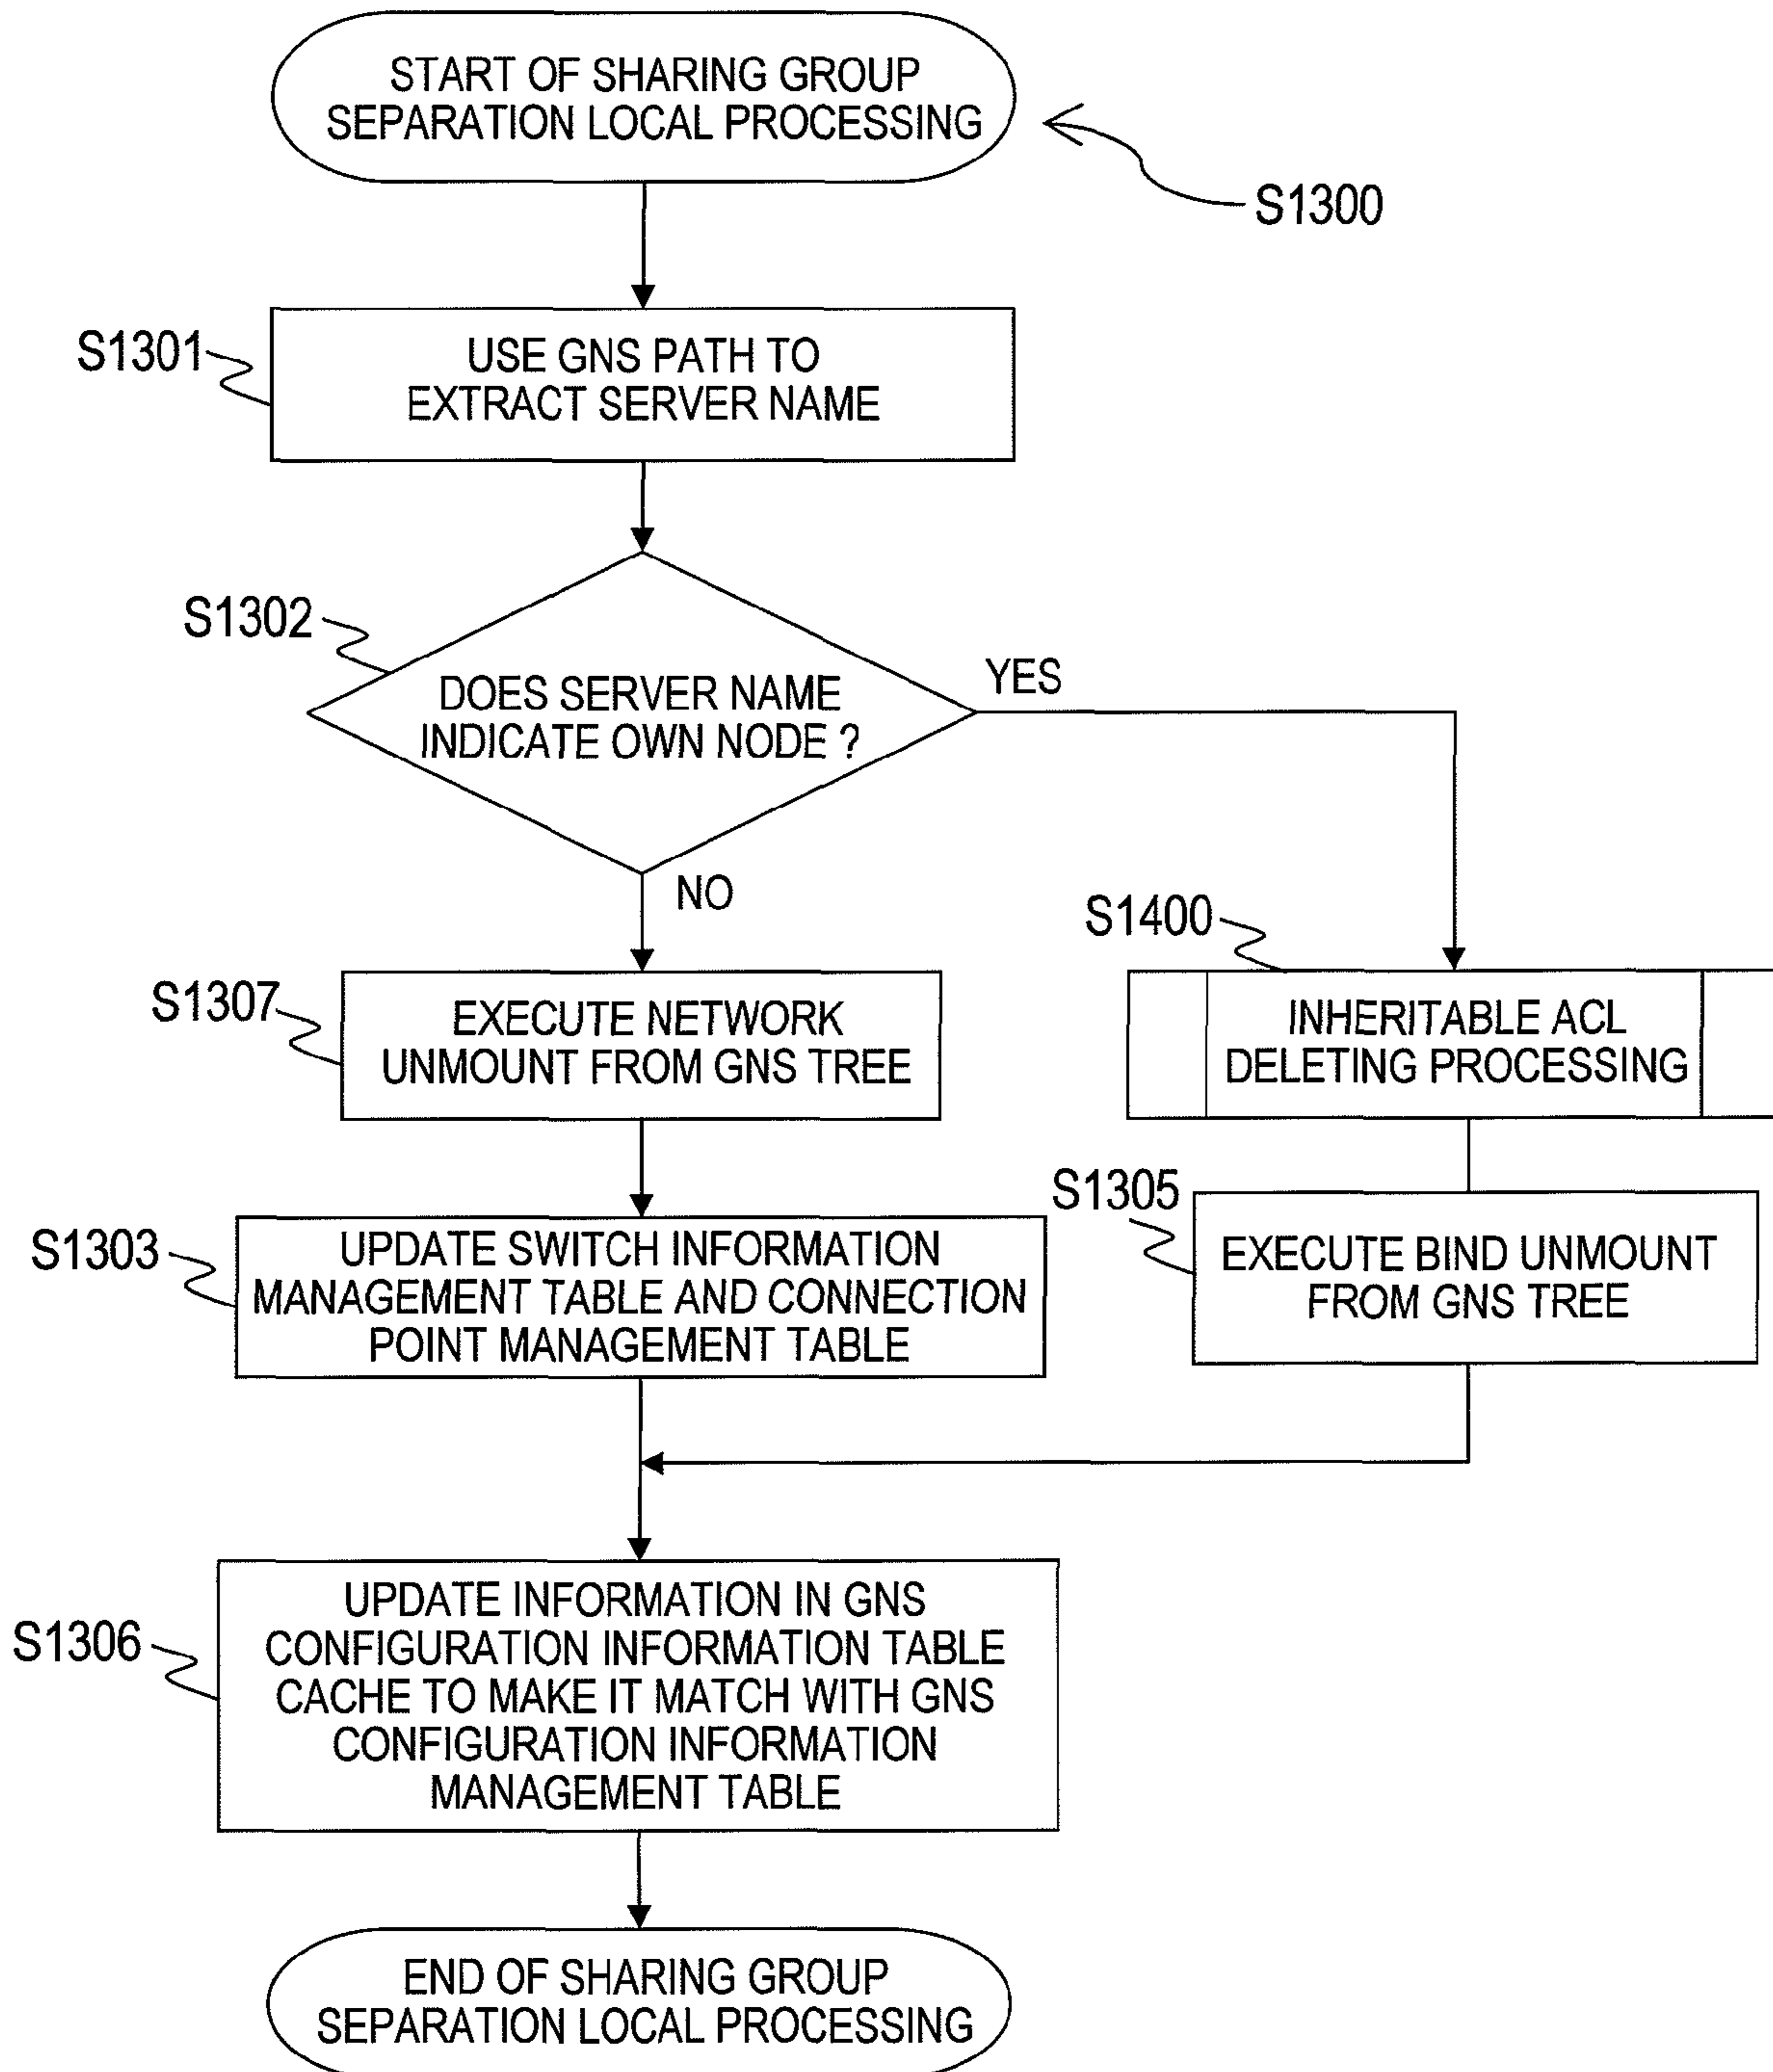 START OF SHARING GROUP
SEPARATION LOCAL PROCESSING
S1300
S1301
USE GNS PATH TO
EXTRACT SERVER NAME
S1302
DOES SERVER NAME
INDICATE OWN NODE ?
YES
NO
S1400
INHERITABLE ACL
DELETING PROCESSING
S1307
EXECUTE NETWORK
UNMOUNT FROM GNS TREE
S1305
EXECUTE BIND UNMOUNT
FROM GNS TREE
S1303
UPDATE SWITCH INFORMATION
MANAGEMENT TABLE AND CONNECTION
POINT MANAGEMENT TABLE
S1306
UPDATE INFORMATION IN GNS
CONFIGURATION INFORMATION TABLE
CACHE TO MAKE IT MATCH WITH GNS
CONFIGURATION INFORMATION
MANAGEMENT TABLE
END OF SHARING GROUP
SEPARATION LOCAL PROCESSING